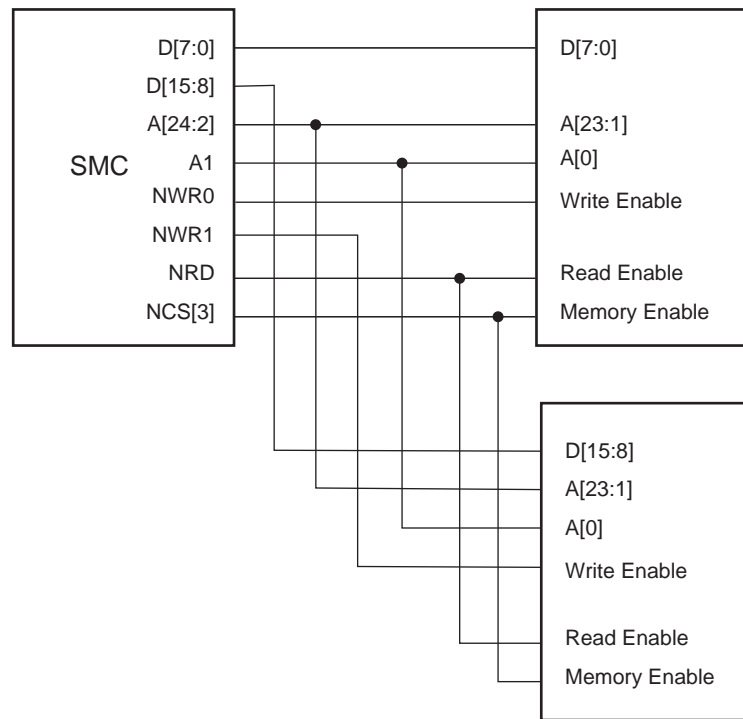 SMC
D[7:0]
D[15:8]
A[24:2]
A1
NWR0
NWR1
NRD
NCS[3]
D[7:0]
A[23:1]
A[0]
Write Enable
Read Enable
Memory Enable
D[15:8]
A[23:1]
A[0]
Write Enable
Read Enable
Memory Enable